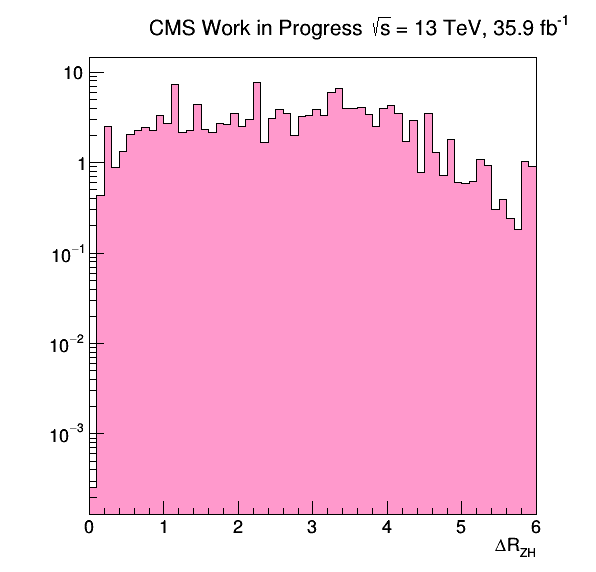 CMS Work in Progress √s = 13 TeV, 35.9 fb⁻¹
10
1
10⁻¹
10⁻²
10⁻³
0 1 2 3 4 5 6
ΔR_ZH